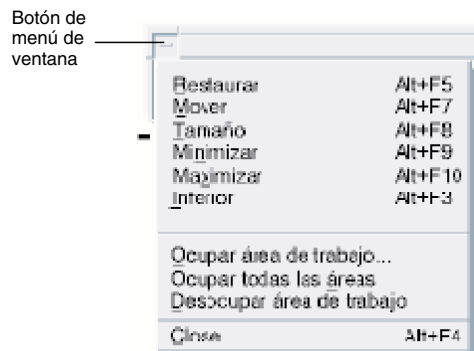 Botón de
menú de
ventana
Restaurar Alt+F5
Mover Alt+F7
Tamaño Alt+F8
Minimizar Alt+F9
Maximizar Alt+F10
Inferior Alt+F3
Ocupar área de trabajo...
Ocupar todas las áreas
Desocupar área de trabajo
Close Alt+F4